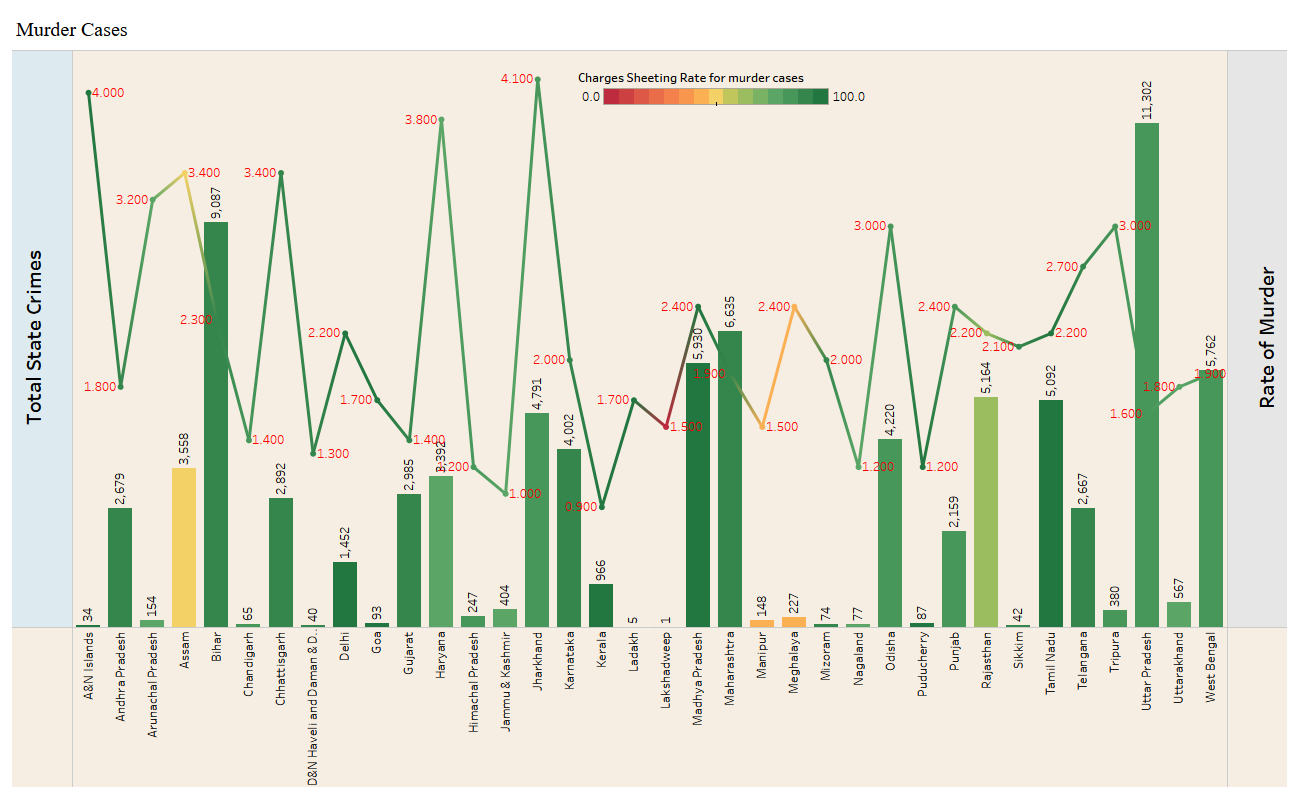 Murder Cases
Charges Sheeting Rate for murder cases
0.0 100.0
Total State Crimes
Rate of Murder
4.000
1.800
3.200
3.400
2.300
1.400
3.400
1.300
2.200
1.700
1.400
3.800
1.200
1.000
4.100
2.000
0.900
1.700
1.500
2.400
1.900
1.500
2.400
2.000
1.200
3.000
1.200
2.400
2.200
2.100
2.200
2.700
3.000
1.600
1.800
1.900
34
2,679
154
3,558
9,087
65
2,892
40
1,452
93
2,985
3,392
247
404
4,791
4,002
966
5
1
5,930
6,635
148
227
74
77
4,220
87
2,159
5,164
42
5,092
2,667
380
11,302
567
5,762
A&N Islands
Andhra Pradesh
Arunachal Pradesh
Assam
Bihar
Chandigarh
Chhattisgarh
D&N Haveli and Daman & D..
Delhi
Goa
Gujarat
Haryana
Himachal Pradesh
Jammu & Kashmir
Jharkhand
Karnataka
Kerala
Ladakh
Lakshadweep
Madhya Pradesh
Maharashtra
Manipur
Meghalaya
Mizoram
Nagaland
Odisha
Puducherry
Punjab
Rajasthan
Sikkim
Tamil Nadu
Telangana
Tripura
Uttar Pradesh
Uttarakhand
West Bengal